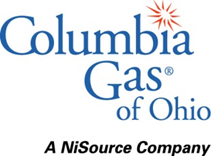 Columbia
Gas®
of Ohio
A NiSource Company